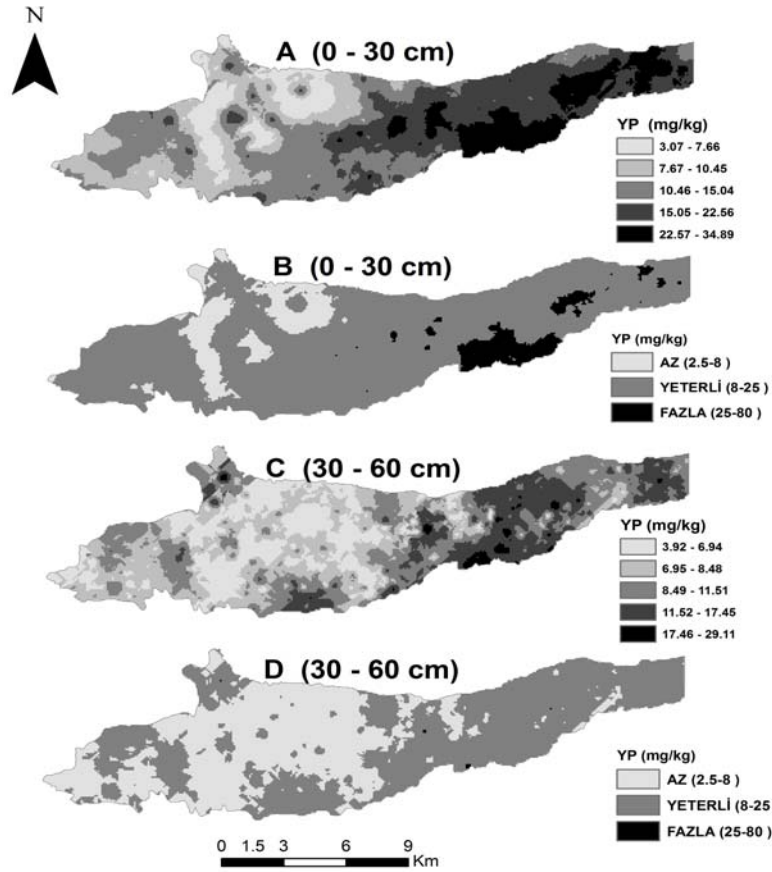 N
A (0 - 30 cm)
YP (mg/kg)
3.07 - 7.66
7.67 - 10.45
10.46 - 15.04
15.05 - 22.56
22.57 - 34.89
B (0 - 30 cm)
YP (mg/kg)
AZ (2.5-8 )
YETERLİ (8-25 )
FAZLA (25-80 )
C (30 - 60 cm)
YP (mg/kg)
3.92 - 6.94
6.95 - 8.48
8.49 - 11.51
11.52 - 17.45
17.46 - 29.11
D (30 - 60 cm)
YP (mg/kg)
AZ (2.5-8 )
YETERLİ (8-25
FAZLA (25-80 )
0 1.5 3 6 9
Km